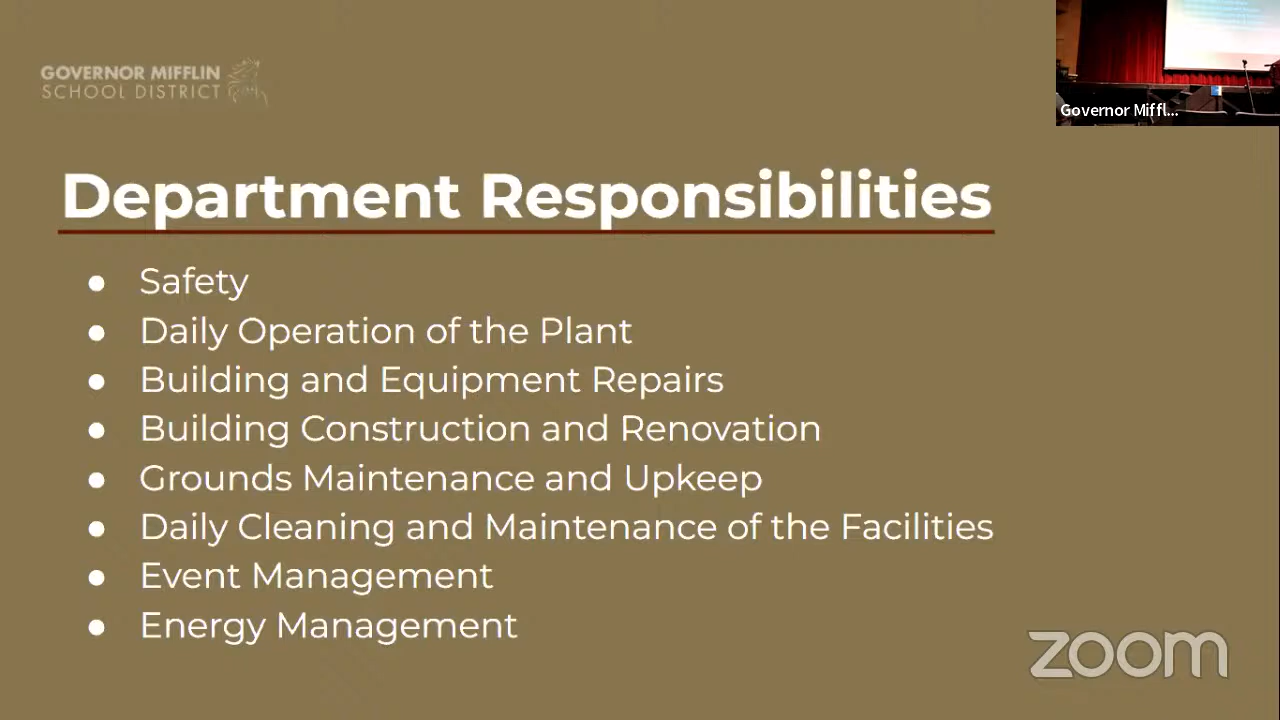 GOVERNOR MIFFLIN
SCHOOL DISTRICT
Governor Miffl...
Department Responsibilities
● Safety
● Daily Operation of the Plant
● Building and Equipment Repairs
● Building Construction and Renovation
● Grounds Maintenance and Upkeep
● Daily Cleaning and Maintenance of the Facilities
● Event Management
● Energy Management
zoom